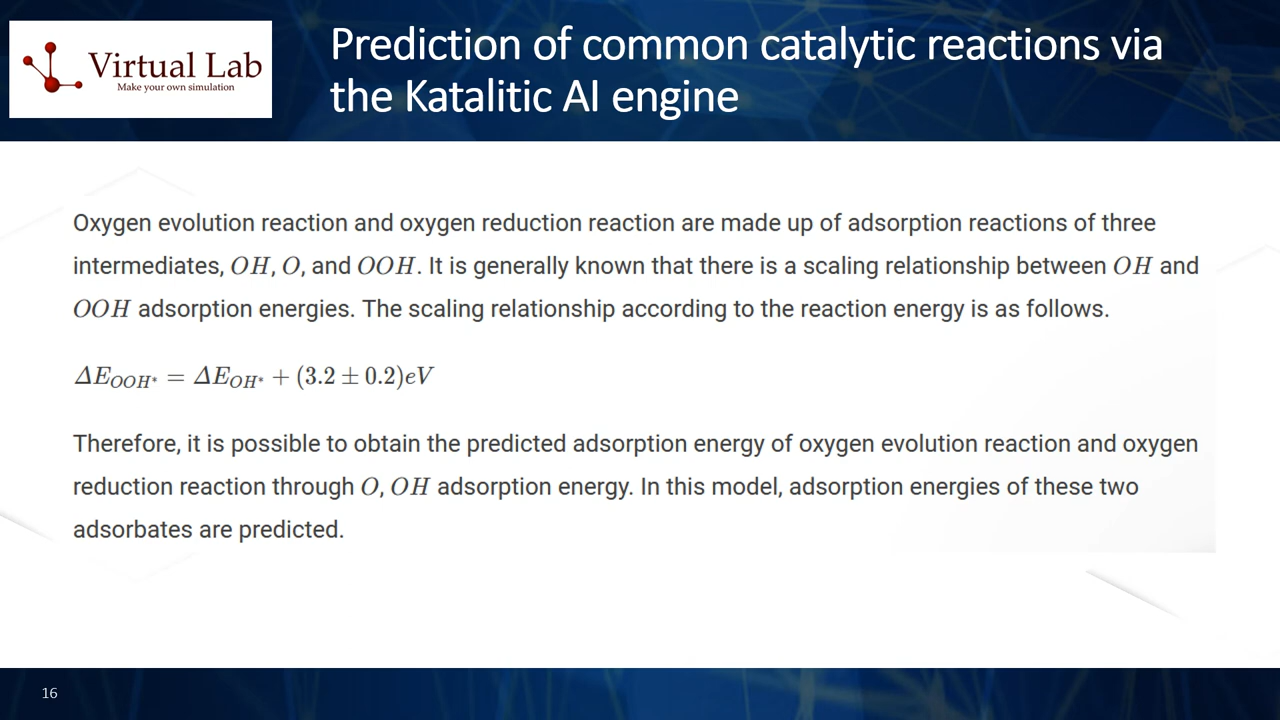 Virtual Lab
Make your own simulation
Prediction of common catalytic reactions via
the Katalitic AI engine
Oxygen evolution reaction and oxygen reduction reaction are made up of adsorption reactions of three
intermediates, OH, O, and OOH. It is generally known that there is a scaling relationship between OH and
OOH adsorption energies. The scaling relationship according to the reaction energy is as follows.
ΔE_{OOH*} = ΔE_{OH*} + (3.2 ± 0.2)eV
Therefore, it is possible to obtain the predicted adsorption energy of oxygen evolution reaction and oxygen
reduction reaction through O, OH adsorption energy. In this model, adsorption energies of these two
adsorbates are predicted.
16